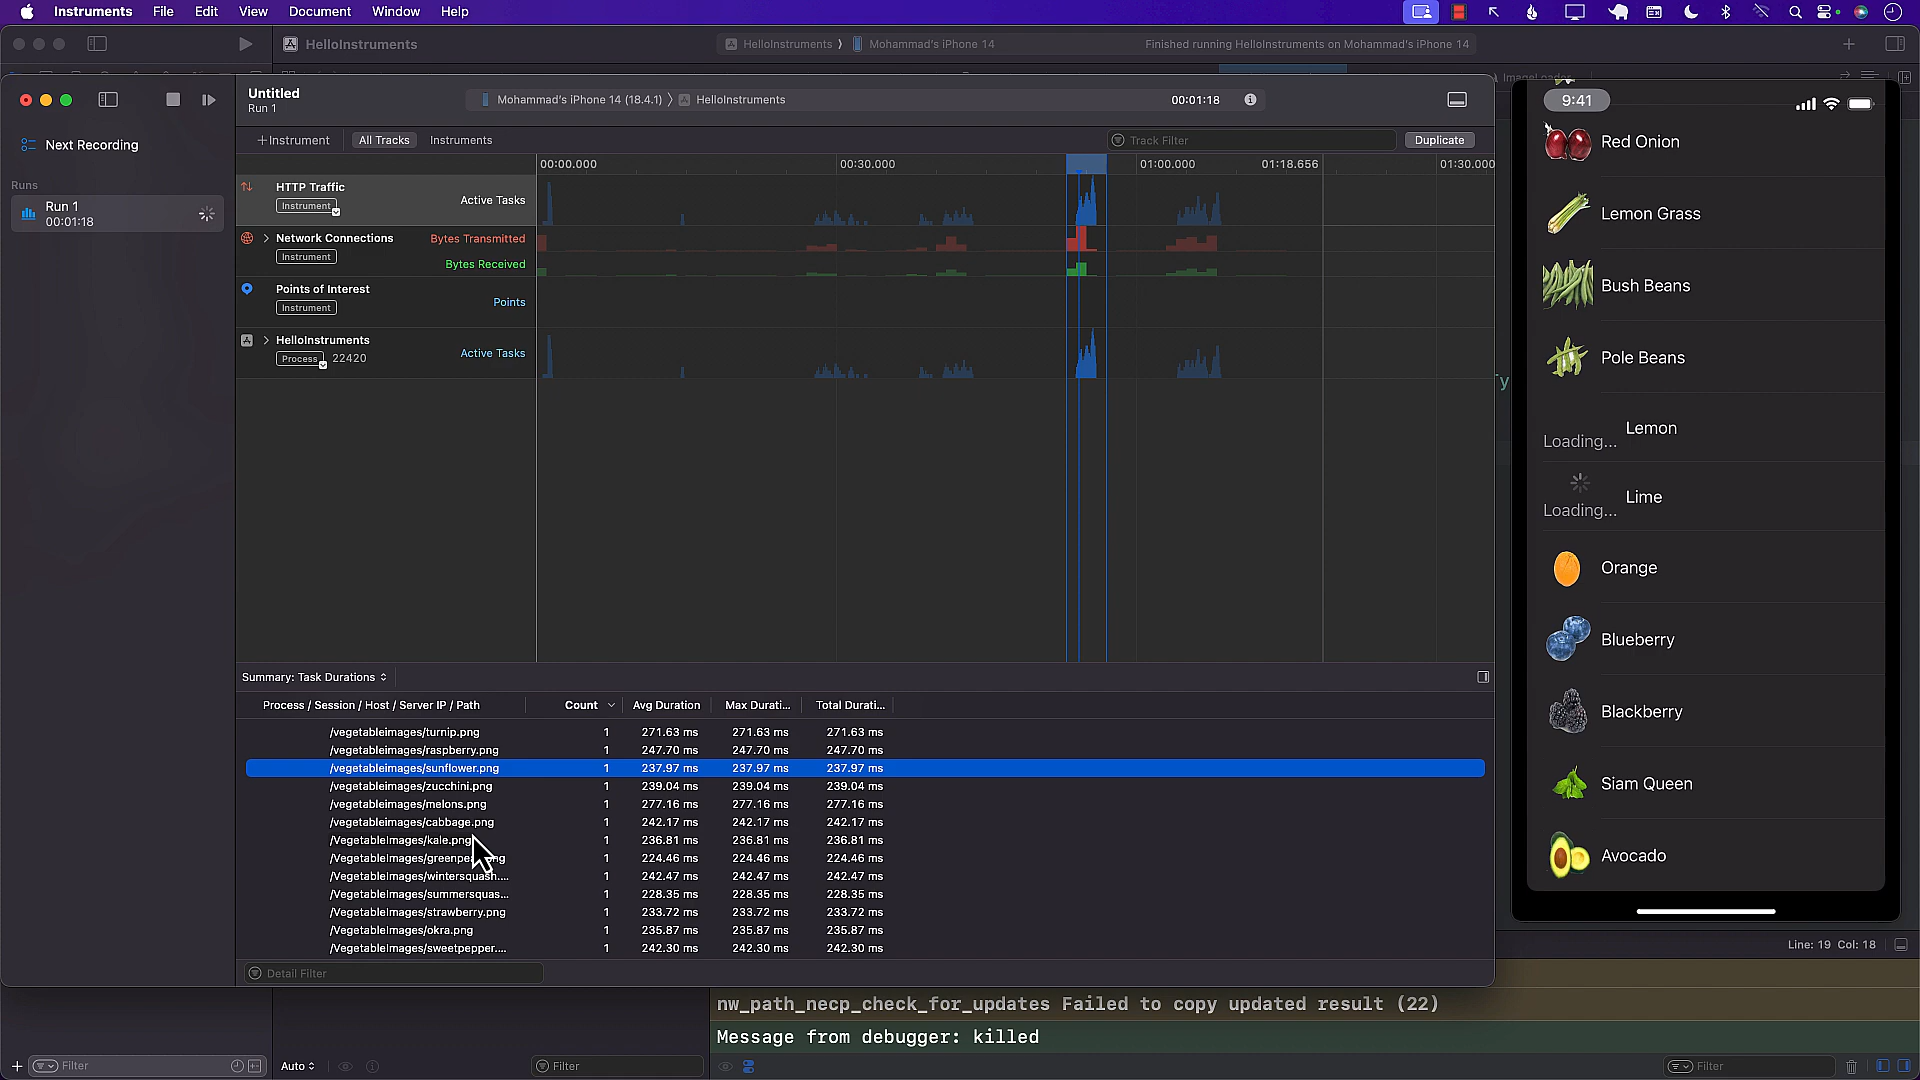 Instruments File Edit View Document Window Help
HelloInstruments
HelloInstruments 〉 Mohammad's iPhone 14
Finished running HelloInstruments on Mohammad's iPhone 14
Untitled
Run 1
Mohammad's iPhone 14 (18.4.1) 〉 HelloInstruments
00:01:18
Next Recording
Runs
Run 1
00:01:18
+ Instrument
All Tracks
Instruments
Track Filter
Duplicate
00:00.000
00:30.000
01:00.000
01:18.656
01:30.000
HTTP Traffic
Instrument
Active Tasks
Network Connections
Instrument
Bytes Transmitted
Bytes Received
Points of Interest
Instrument
Points
HelloInstruments
Process 22420
Active Tasks
Summary: Task Durations
Process / Session / Host / Server IP / Path Count Avg Duration Max Durati... Total Durati...
/vegetableimages/turnip.png 1 271.63 ms 271.63 ms 271.63 ms
/vegetableimages/raspberry.png 1 247.70 ms 247.70 ms 247.70 ms
/vegetableimages/sunflower.png 1 237.97 ms 237.97 ms 237.97 ms
/vegetableimages/zucchini.png 1 239.04 ms 239.04 ms 239.04 ms
/vegetableimages/melons.png 1 277.16 ms 277.16 ms 277.16 ms
/vegetableimages/cabbage.png 1 242.17 ms 242.17 ms 242.17 ms
/VegetableImages/kale.png 1 236.81 ms 236.81 ms 236.81 ms
1 224.46 ms 224.46 ms 224.46 ms
/VegetableImages/wintersquash.... 1 242.47 ms 242.47 ms 242.47 ms
/VegetableImages/summersquas... 1 228.35 ms 228.35 ms 228.35 ms
/VegetableImages/strawberry.png 1 233.72 ms 233.72 ms 233.72 ms
/VegetableImages/okra.png 1 235.87 ms 235.87 ms 235.87 ms
/VegetableImages/sweetpepper.... 1 242.30 ms 242.30 ms 242.30 ms
Detail Filter
9:41
Red Onion
Lemon Grass
Bush Beans
Pole Beans
Lemon
Loading...
Lime
Loading...
Orange
Blueberry
Blackberry
Siam Queen
Avocado
Line: 19 Col: 18
nw_path_necp_check_for_updates Failed to copy updated result (22)
Message from debugger: killed
Filter
Auto
Filter
Filter